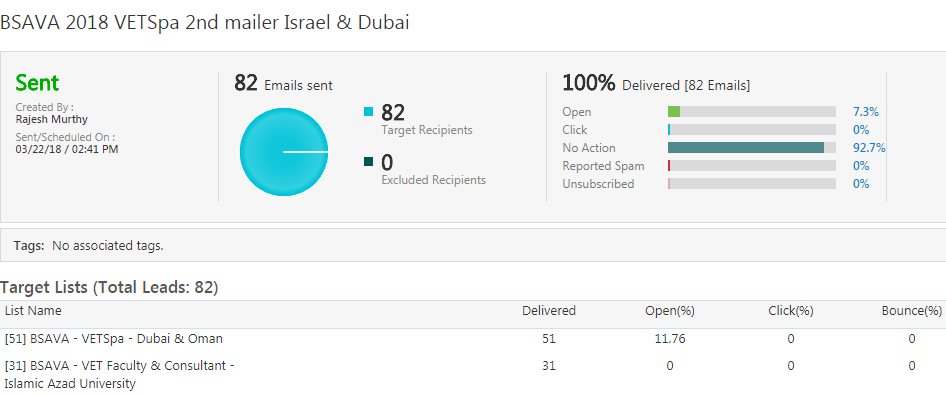 BSAVA 2018 VETSpa 2nd mailer Israel & Dubai
Sent
Created By :
Rajesh Murthy
Sent/Scheduled On :
03/22/18 / 02:41 PM
82 Emails sent
82
Target Recipients
0
Excluded Recipients
100% Delivered [82 Emails]
Open 7.3%
Click 0%
No Action 92.7%
Reported Spam 0%
Unsubscribed 0%
Tags: No associated tags.
Target Lists (Total Leads: 82)
List Name Delivered Open(%) Click(%) Bounce(%)
[51] BSAVA - VETSpa - Dubai & Oman 51 11.76 0 0
[31] BSAVA - VET Faculty & Consultant - 31 0 0 0
Islamic Azad University